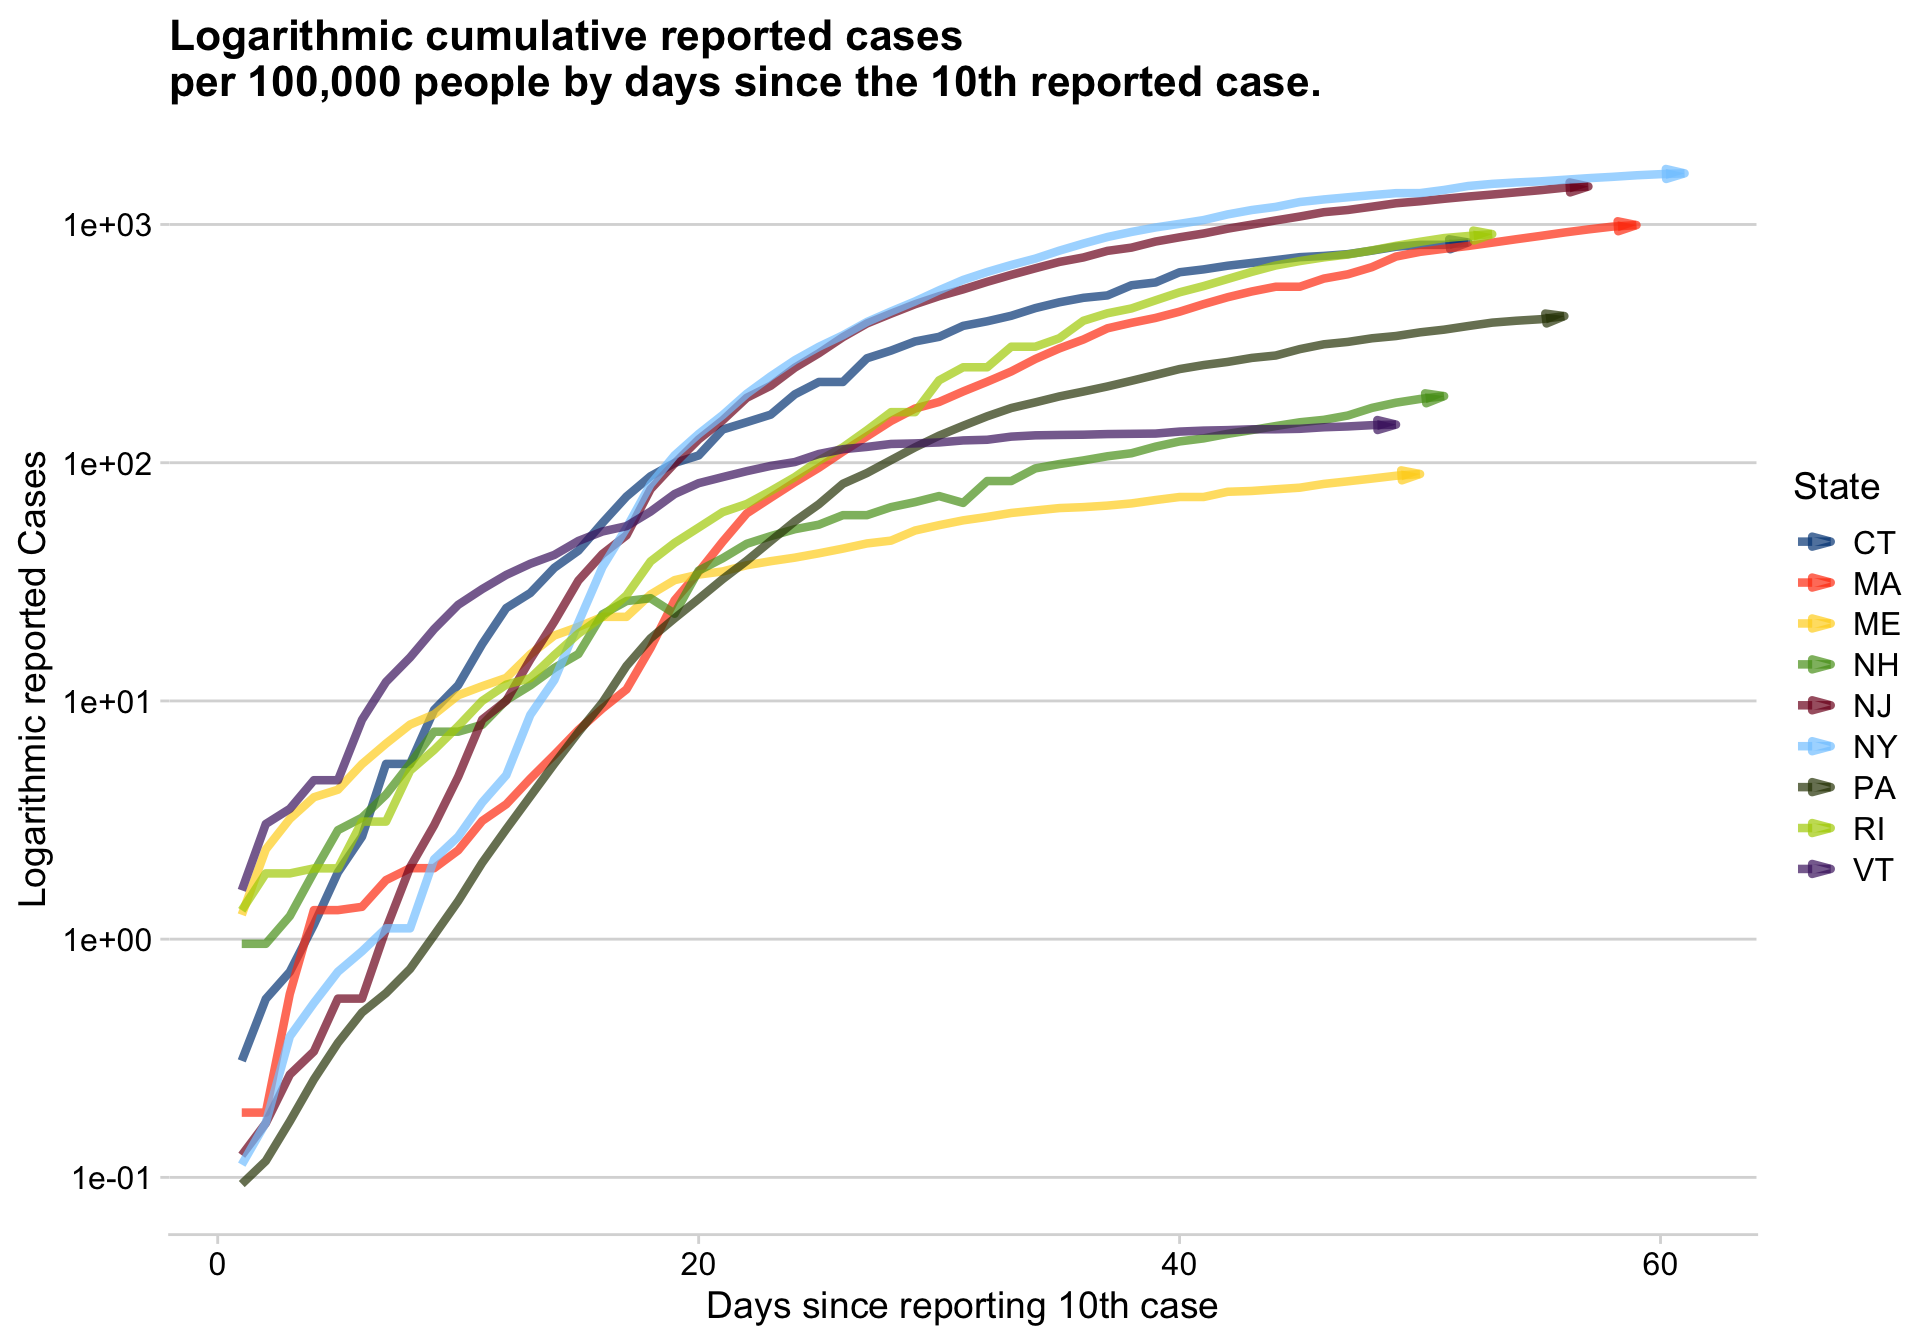 Logarithmic cumulative reported cases
per 100,000 people by days since the 10th reported case.
Logarithmic reported Cases
1e+03
1e+02
1e+01
1e+00
1e-01
0
20
40
60
Days since reporting 10th case
State
CT
MA
ME
NH
NJ
NY
PA
RI
VT